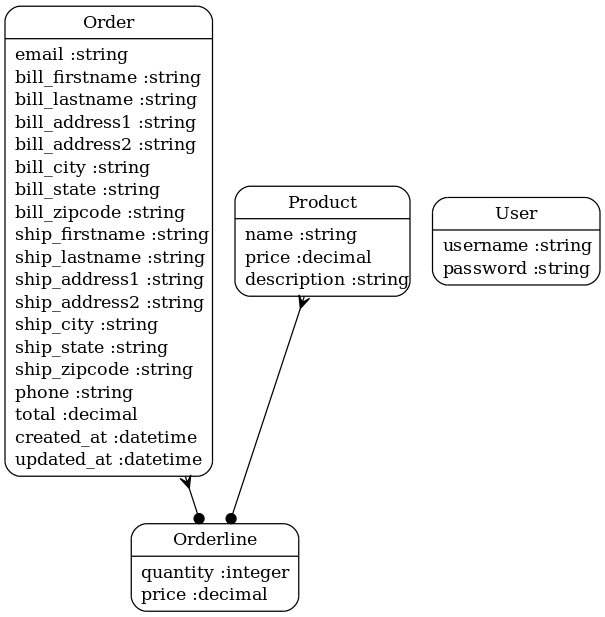 Order
email :string
bill_firstname :string
bill_lastname :string
bill_address1 :string
bill_address2 :string
bill_city :string
bill_state :string
bill_zipcode :string
ship_firstname :string
ship_lastname :string
ship_address1 :string
ship_address2 :string
ship_city :string
ship_state :string
ship_zipcode :string
phone :string
total :decimal
created_at :datetime
updated_at :datetime
Product
name :string
price :decimal
description :string
User
username :string
password :string
Orderline
quantity :integer
price :decimal